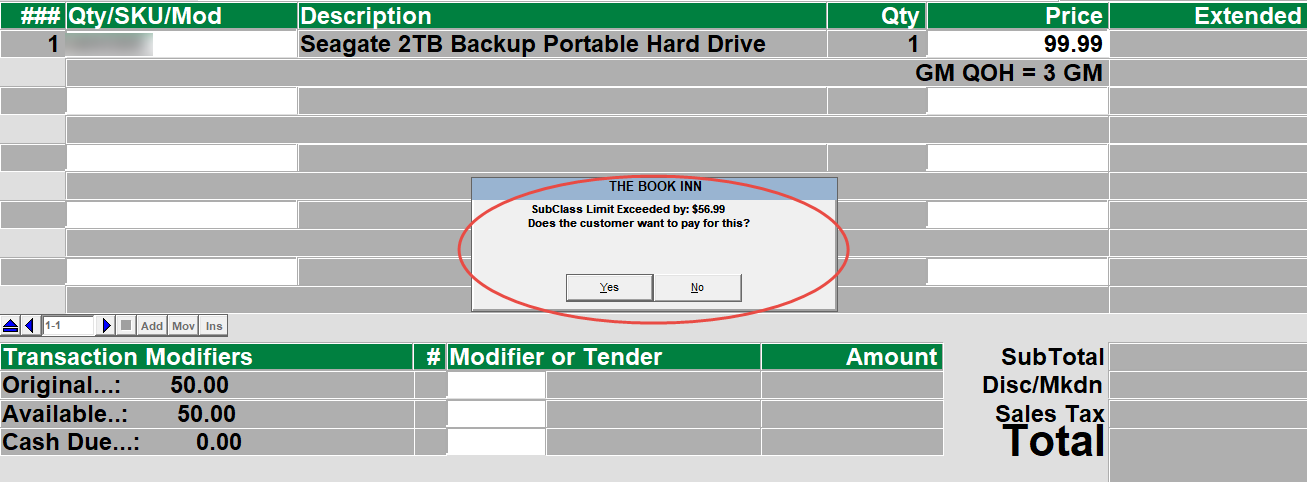 ### Qty/SKU/Mod Description Qty Price Extended
1 Seagate 2TB Backup Portable Hard Drive 1 99.99
GM QOH = 3 GM
THE BOOK INN
SubClass Limit Exceeded by: $56.99
Does the customer want to pay for this?
Yes No
1-1 Add Mov Ins
Transaction Modifiers # Modifier or Tender Amount SubTotal
Original...: 50.00 Disc/Mkdn
Available..: 50.00 Sales Tax
Cash Due...: 0.00 Total